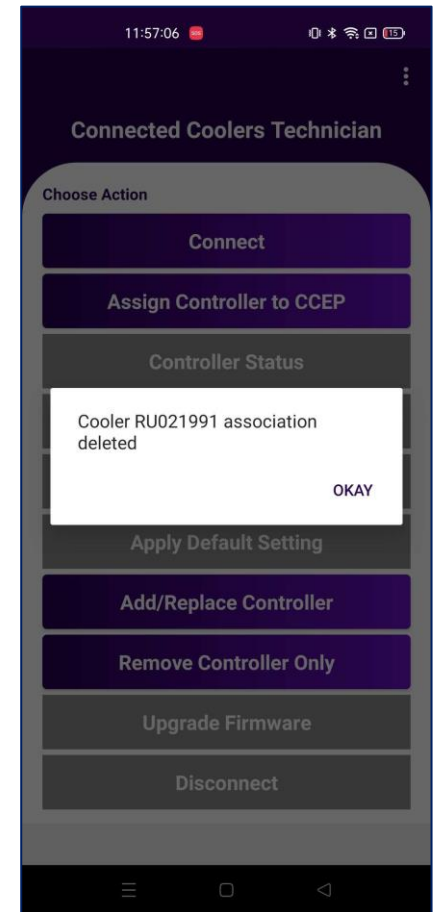 11:57:06
15
Connected Coolers Technician
Choose Action
Connect
Assign Controller to CCEP
Controller Status
Cooler RU021991 association
deleted
OKAY
Apply Default Setting
Add/Replace Controller
Remove Controller Only
Upgrade Firmware
Disconnect